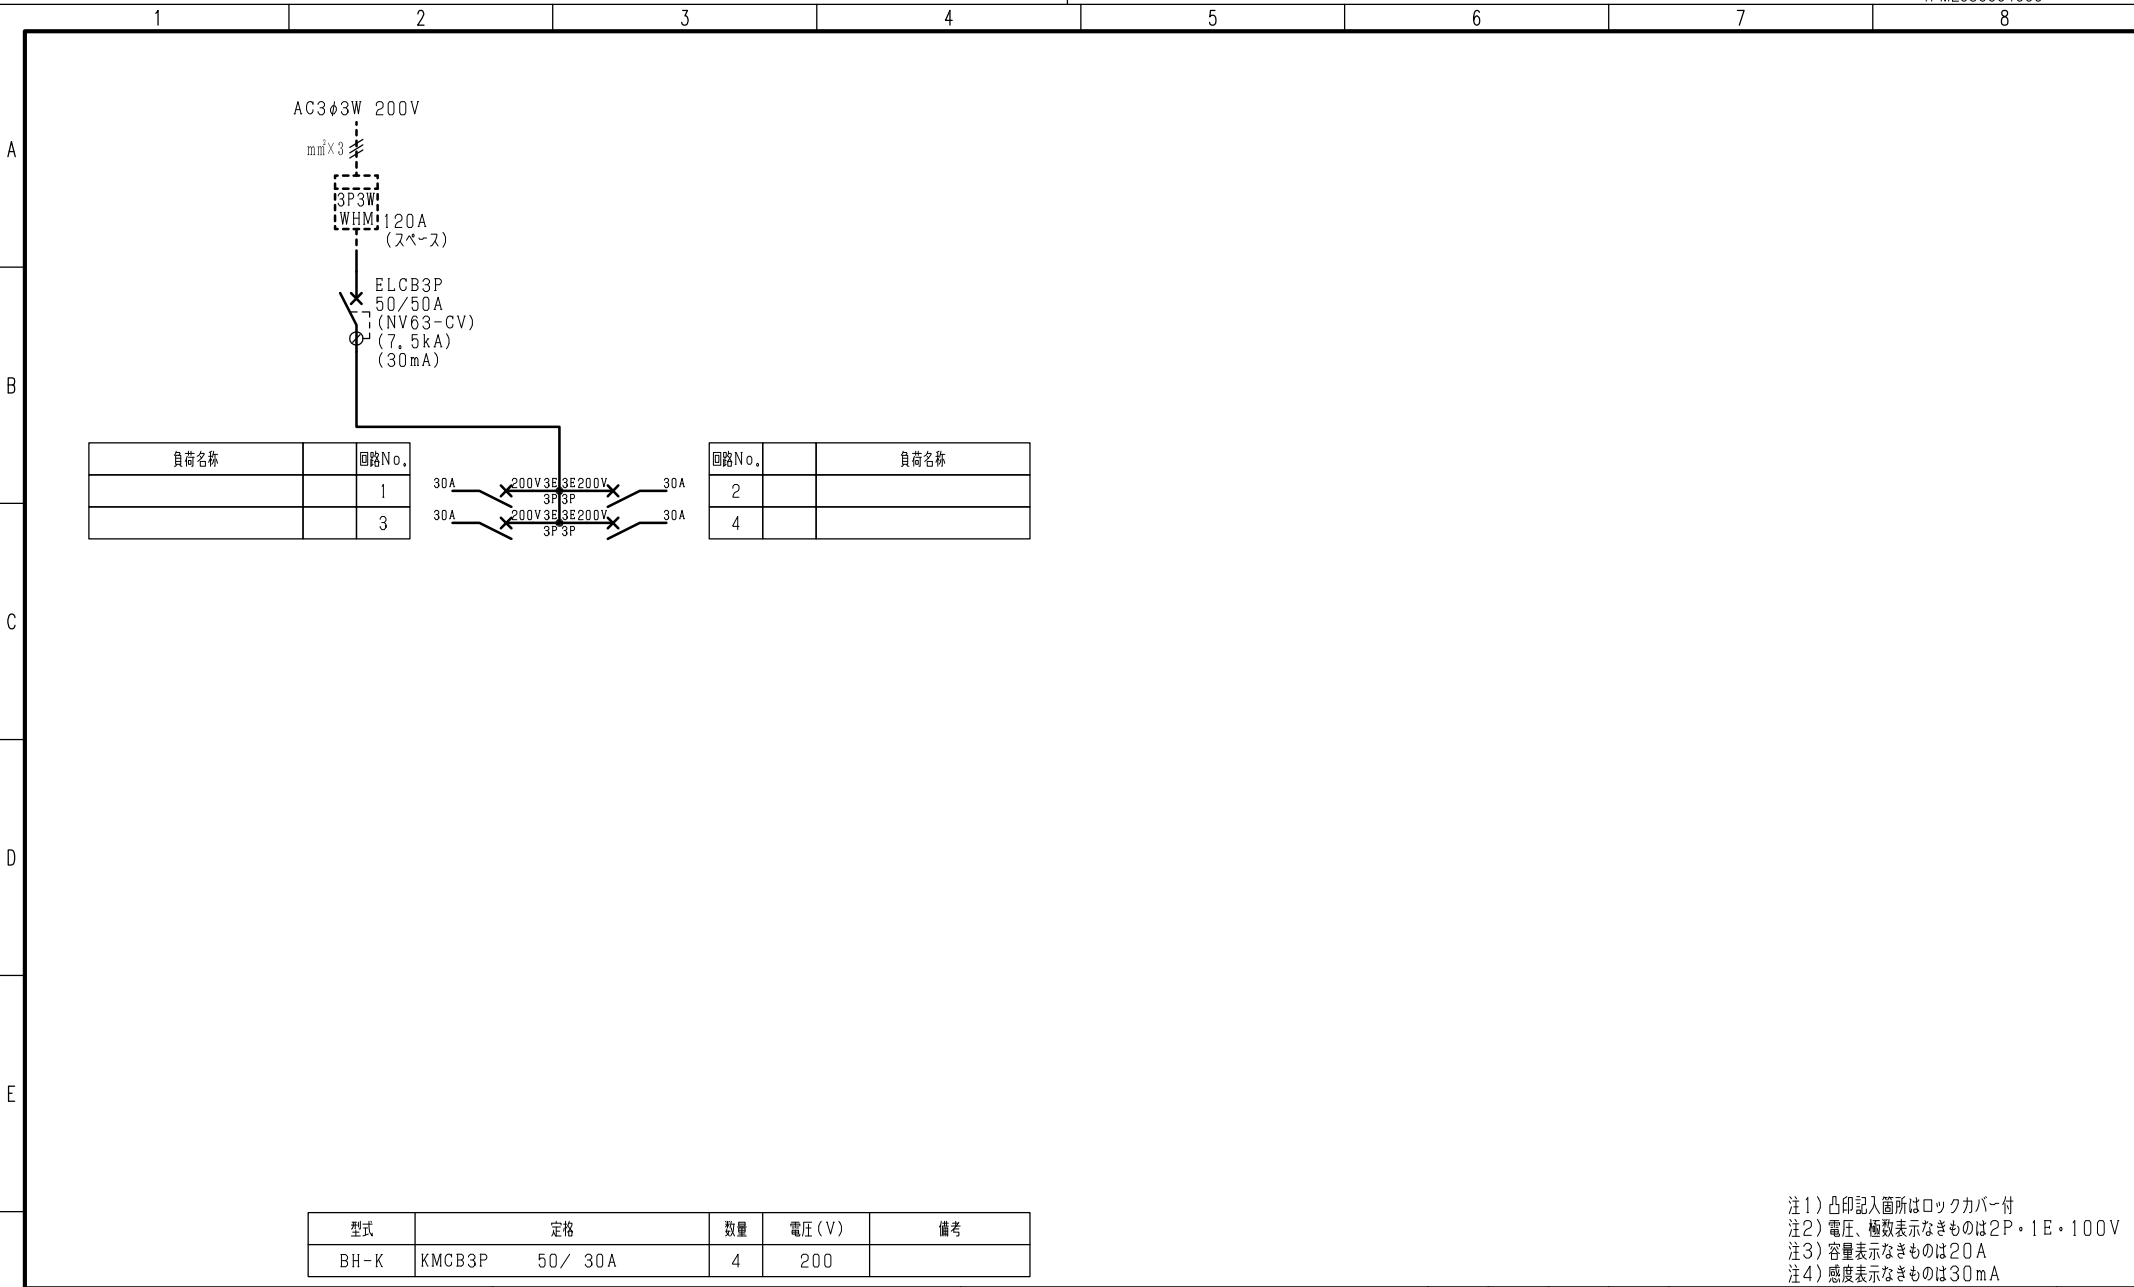 1 2 3 4 5 6 7 8
A
B
C
D
E
AC3φ3W 200V
mm²×3
3P3W
WHM
120A
(スペース)
ELCB3P
50/50A
(NV63-CV)
(7.5kA)
(30mA)
負荷名称 回路No.
1
3
30A 200V 3E 3E 200V 30A
3P 3P
30A 200V 3E 3E 200V 30A
3P 3P
回路No. 負荷名称
2
4
型式 定格 数量 電圧(V) 備考
BH-K KMCB3P 50/ 30A 4 200
注1)凸印記入箇所はロックカバー付
注2)電圧、極数表示なきものは2P・1E・100V
注3)容量表示なきものは20A
注4)感度表示なきものは30mA